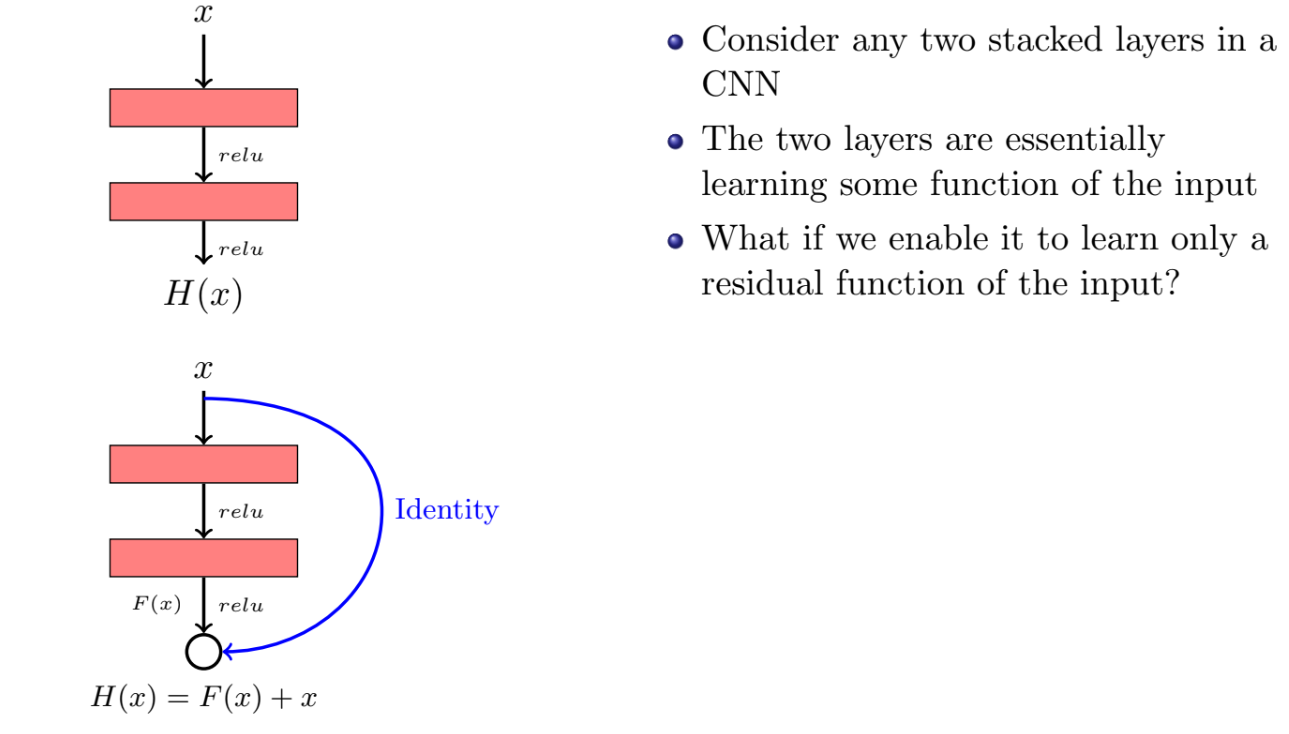 x
relu
relu
H(x)
x
Identity
relu
F(x) relu
H(x) = F(x) + x
Consider any two stacked layers in a
CNN
The two layers are essentially
learning some function of the input
What if we enable it to learn only a
residual function of the input?